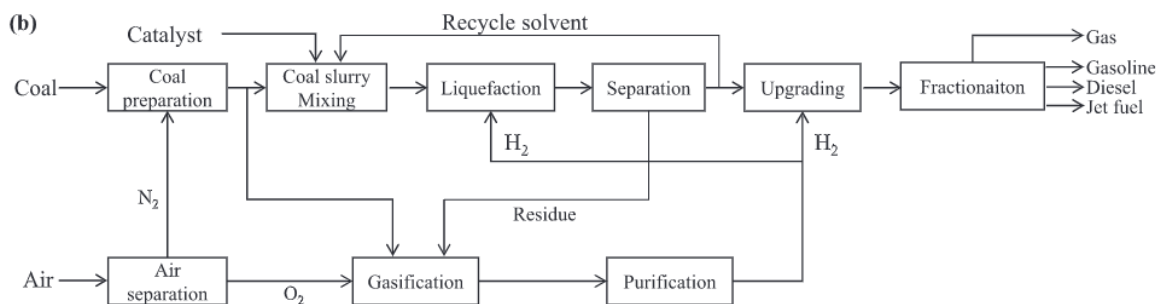 (b)
Catalyst
Recycle solvent
Gas
Coal
Coal
preparation
Coal slurry
Mixing
Liquefaction
Separation
Upgrading
Fractionaiton
Gasoline
Diesel
Jet fuel
H₂
H₂
N₂
Residue
Air
Air
separation
O₂
Gasification
Purification